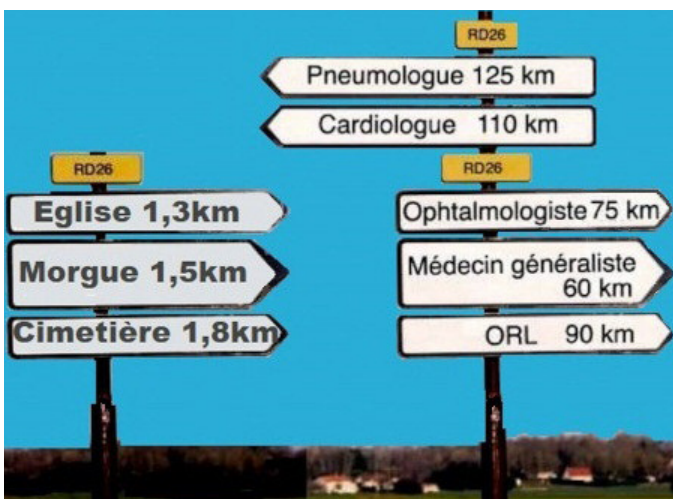 RD26
Pneumologue 125 km
Cardiologue 110 km
RD26
Eglise 1,3km
Morgue 1,5km
Cimetière 1,8km
RD26
Ophtalmologiste 75 km
Médecin généraliste
60 km
ORL 90 km